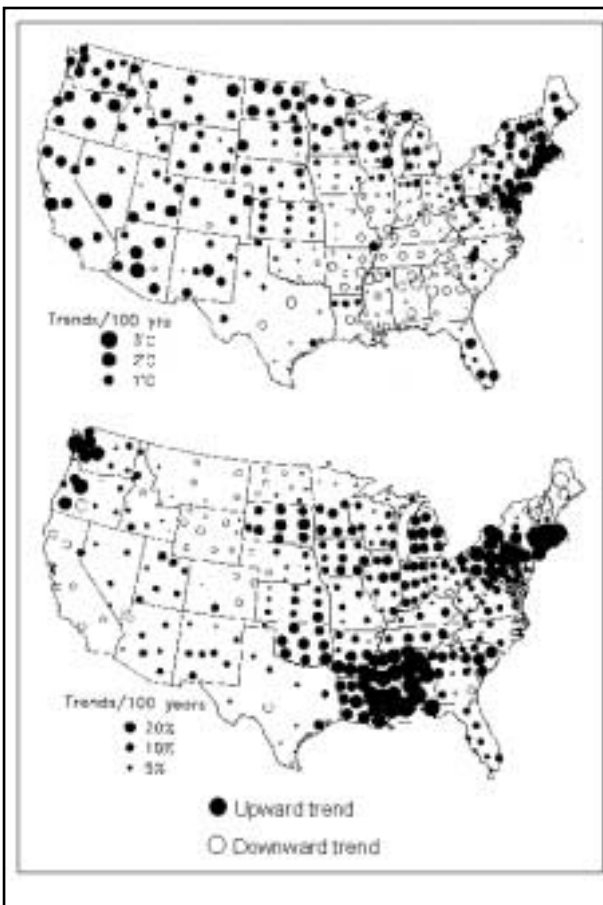 Trends/100 yrs
3°C
2°C
1°C
Trends/100 years
20%
10%
5%
Upward trend
Downward trend